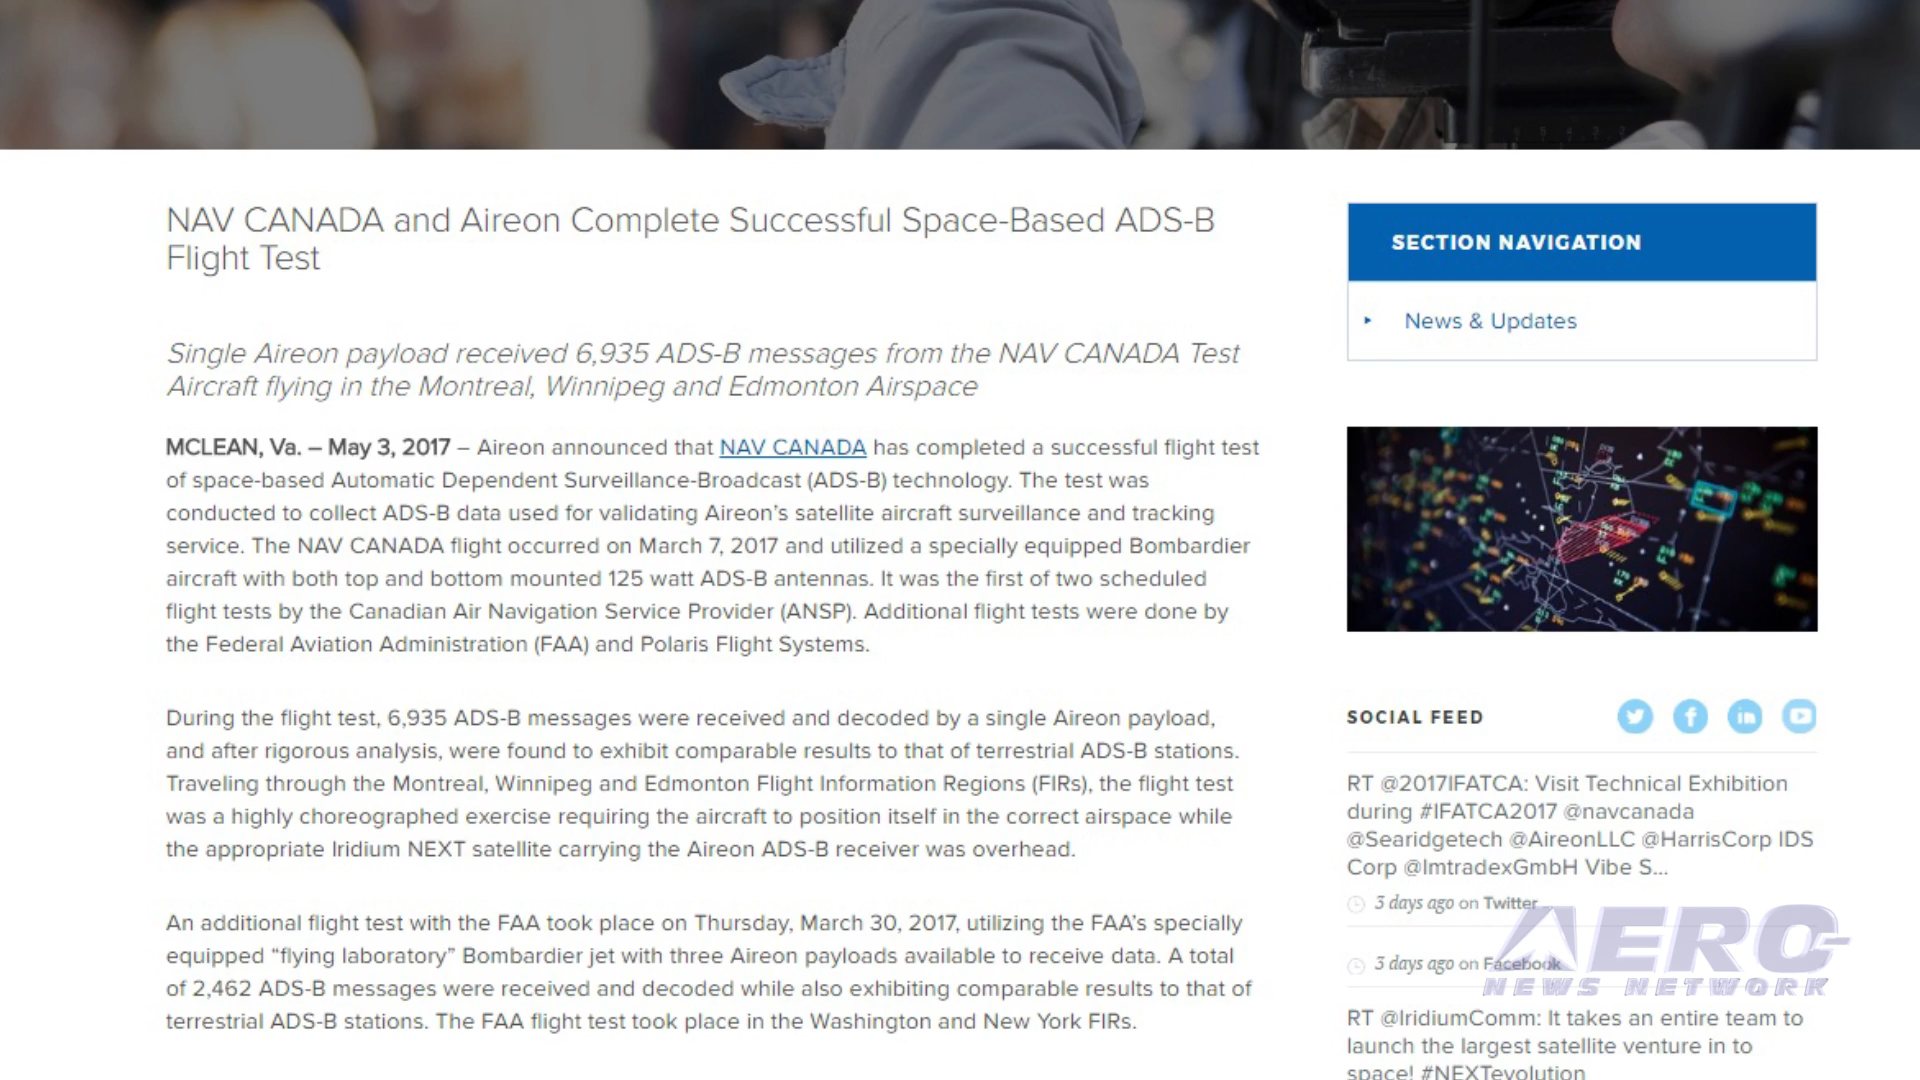 NAV CANADA and Aireon Complete Successful Space-Based ADS-B
Flight Test
Single Aireon payload received 6,935 ADS-B messages from the NAV CANADA Test
Aircraft flying in the Montreal, Winnipeg and Edmonton Airspace
MCLEAN, Va. – May 3, 2017 – Aireon announced that NAV CANADA has completed a successful flight test
of space-based Automatic Dependent Surveillance-Broadcast (ADS-B) technology. The test was
conducted to collect ADS-B data used for validating Aireon’s satellite aircraft surveillance and tracking
service. The NAV CANADA flight occurred on March 7, 2017 and utilized a specially equipped Bombardier
aircraft with both top and bottom mounted 125 watt ADS-B antennas. It was the first of two scheduled
flight tests by the Canadian Air Navigation Service Provider (ANSP). Additional flight tests were done by
the Federal Aviation Administration (FAA) and Polaris Flight Systems.
During the flight test, 6,935 ADS-B messages were received and decoded by a single Aireon payload,
and after rigorous analysis, were found to exhibit comparable results to that of terrestrial ADS-B stations.
Traveling through the Montreal, Winnipeg and Edmonton Flight Information Regions (FIRs), the flight test
was a highly choreographed exercise requiring the aircraft to position itself in the correct airspace while
the appropriate Iridium NEXT satellite carrying the Aireon ADS-B receiver was overhead.
An additional flight test with the FAA took place on Thursday, March 30, 2017, utilizing the FAA’s specially
equipped “flying laboratory” Bombardier jet with three Aireon payloads available to receive data. A total
of 2,462 ADS-B messages were received and decoded while also exhibiting comparable results to that of
terrestrial ADS-B stations. The FAA flight test took place in the Washington and New York FIRs.
SECTION NAVIGATION
News & Updates
SOCIAL FEED
RT @2017IFATCA: Visit Technical Exhibition
during #IFATCA2017 @navcanada
@Searidgetech @AireonLLC @HarrisCorp IDS
Corp @ImtradexGmbH Vibe S...
3 days ago on Twitter
3 days ago on Facebook
RT @IridiumComm: It takes an entire team to
launch the largest satellite venture in to
space! #NEXTevolution
AERO-
NEWS NETWORK